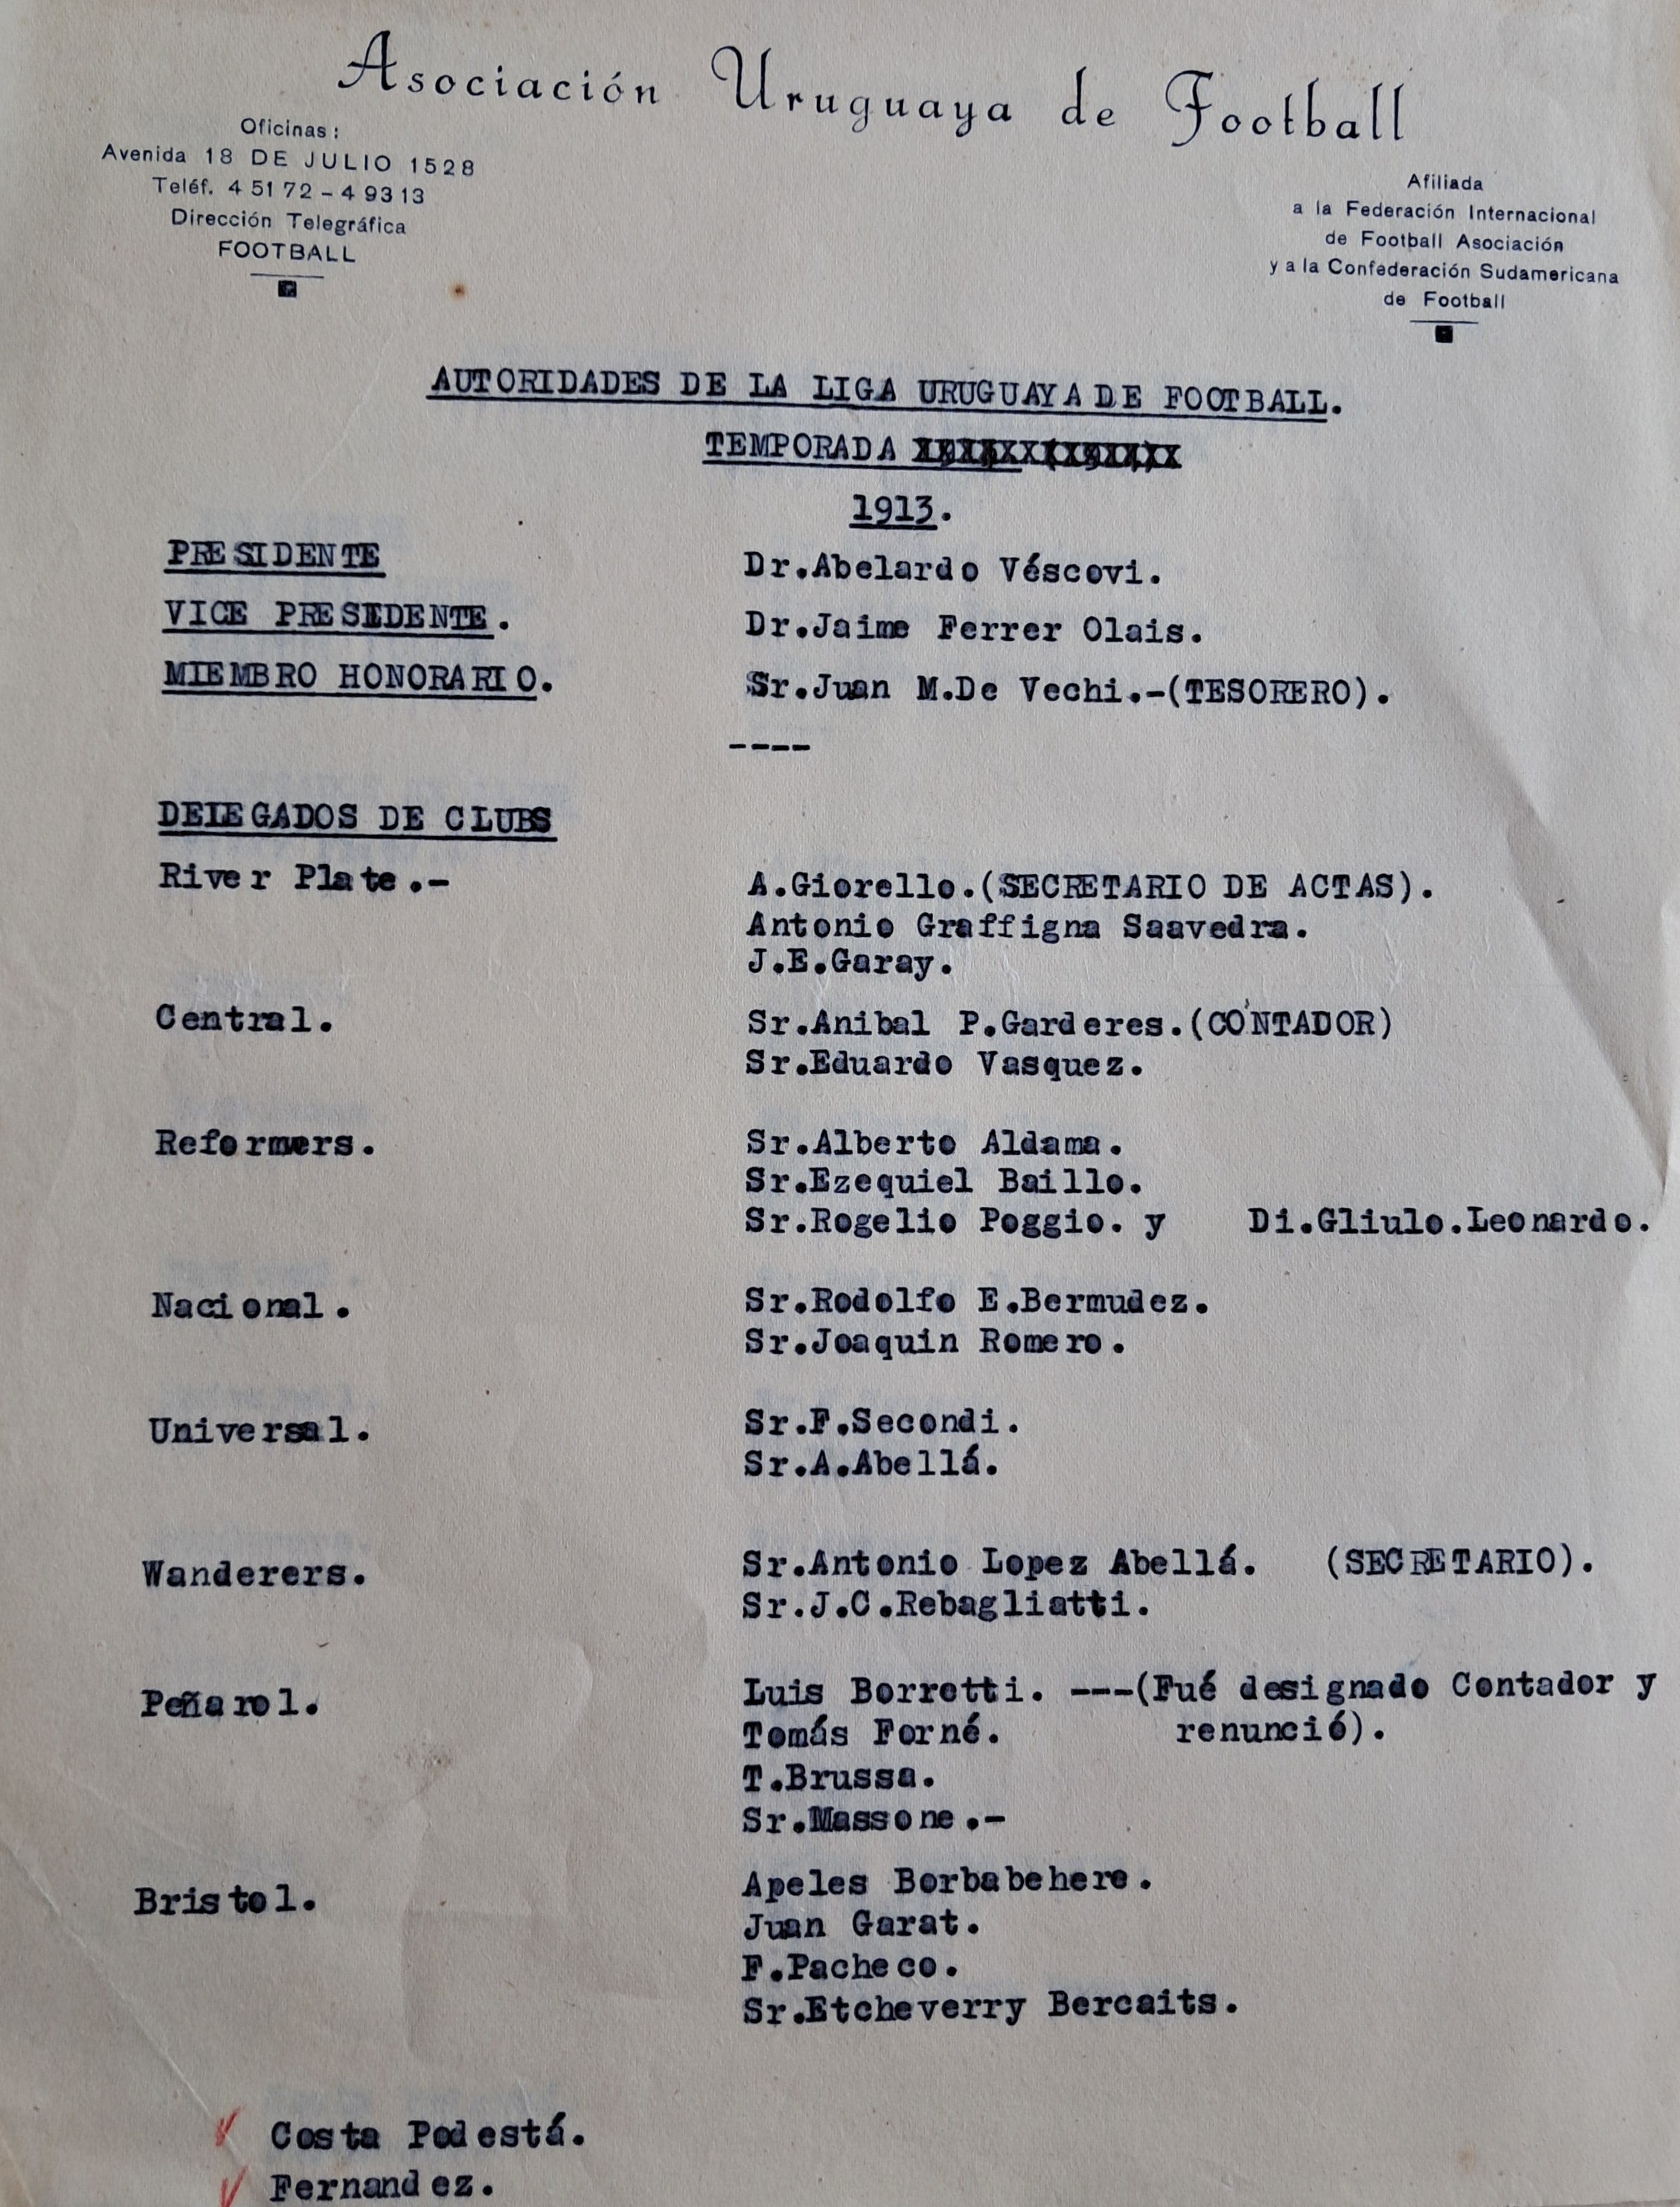 Asociación Uruguaya de Football
Oficinas:
Avenida 18 DE JULIO 1528
Teléf. 4 51 72 - 4 93 13
Dirección Telegráfica
FOOTBALL
Afiliada
a la Federación Internacional
de Football Asociación
y a la Confederación Sudamericana
de Football
AUTORIDADES DE LA LIGA URUGUAYA DE FOOTBALL.
TEMPORADA
1913.
PRESIDENTE Dr.Abelardo Véscovi.
VICE PRESIDENTE. Dr.Jaime Ferrer Olais.
MIEMBRO HONORARIO. Sr.Juan M.De Vechi.-(TESORERO).
----
DELEGADOS DE CLUBS
River Plate.- A.Giorello.(SECRETARIO DE ACTAS).
Antonio Graffigna Saavedra.
J.E.Garay.
Central. Sr.Anibal P.Garderes.(CONTADOR)
Sr.Eduardo Vasquez.
Reformers. Sr.Alberto Aldama.
Sr.Ezequiel Baillo.
Sr.Rogelio Poggio. y Di.Gliulo.Leonardo.
Nacional. Sr.Rodolfo E.Bermudez.
Sr.Joaquin Romero.
Universal. Sr.F.Secondi.
Sr.A.Abellá.
Wanderers. Sr.Antonio Lopez Abellá. (SECRETARIO).
Sr.J.C.Rebagliatti.
Peñarol. Luis Borretti. ---(Fué designado Contador y
Tomás Forné. renunció).
T.Brussa.
Sr.Massone.-
Bristol. Apeles Borbabehere.
Juan Garat.
F.Pacheco.
Sr.Etcheverry Bercaits.
Costa Podestá.
Fernandez.